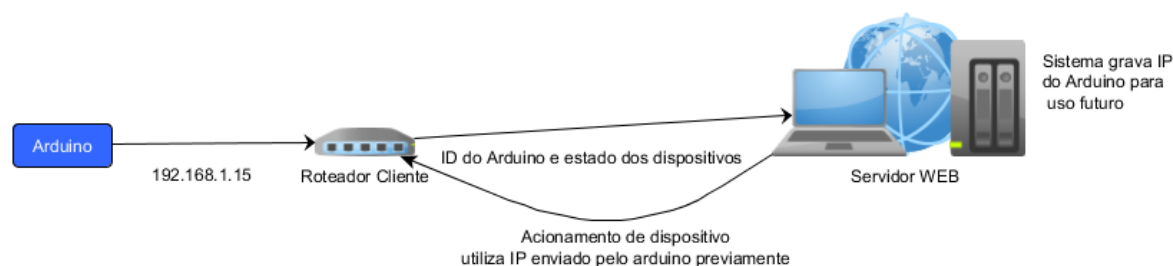 Arduino
192.168.1.15
Roteador Cliente
ID do Arduino e estado dos dispositivos
Servidor WEB
Sistema grava IP
do Arduino para
uso futuro
Acionamento de dispositivo
utiliza IP enviado pelo arduino previamente